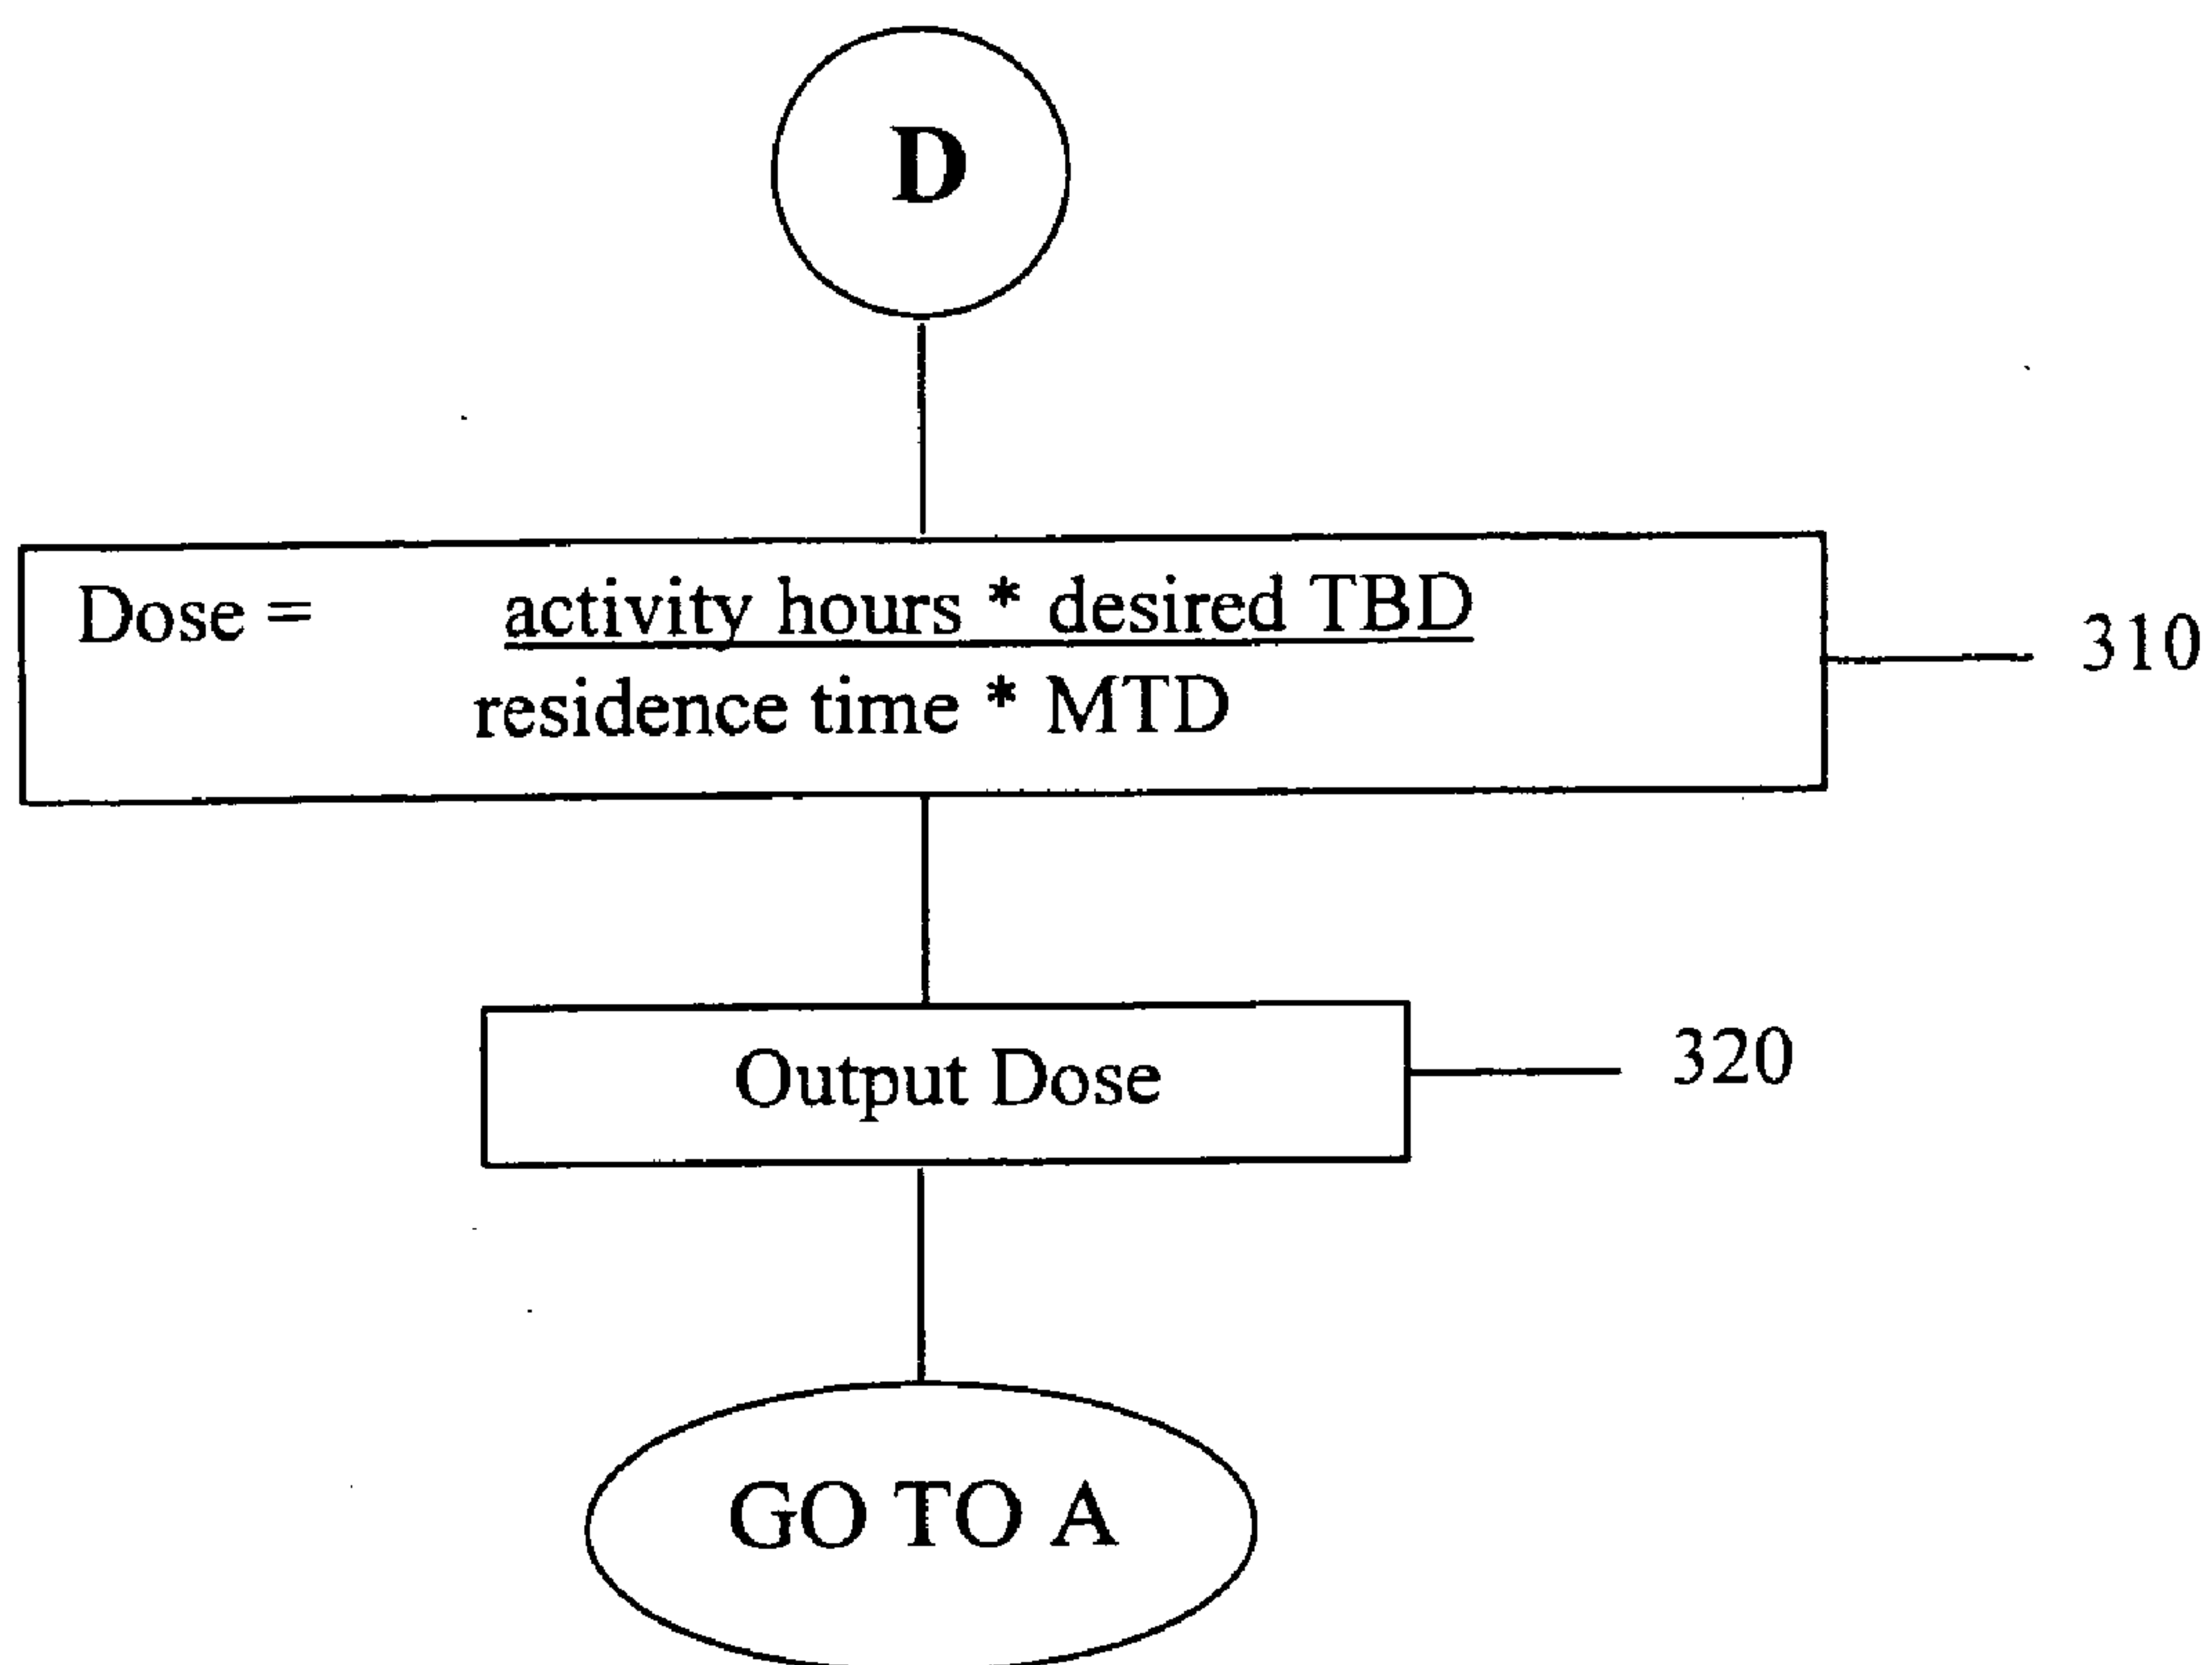 D
Dose = activity hours * desired TBD
residence time * MTD
310
Output Dose
320
GO TO A